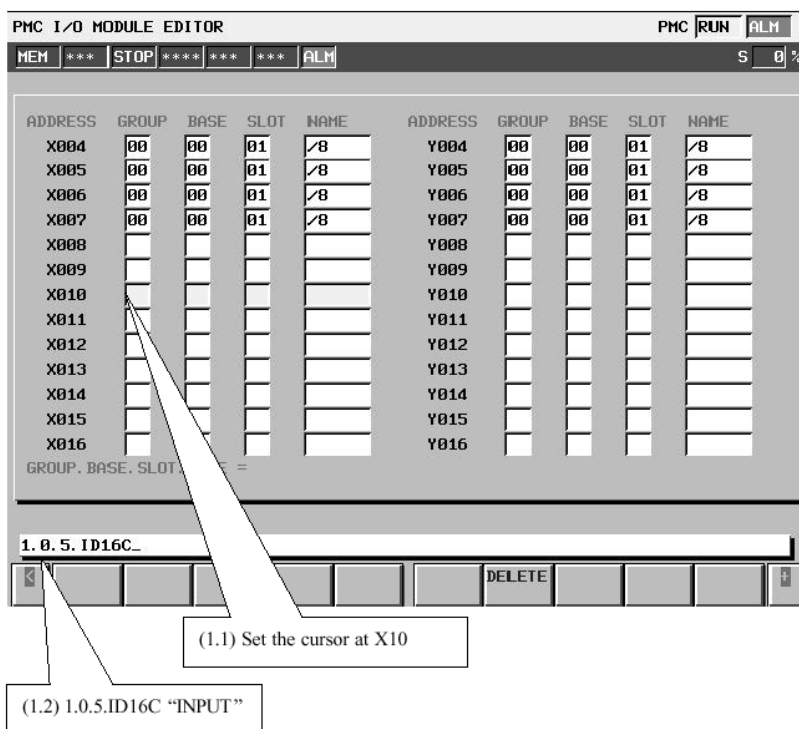 PMC I/O MODULE EDITOR PMC RUN ALM
MEM *** STOP **** *** *** ALM S 0 %
ADDRESS GROUP BASE SLOT NAME ADDRESS GROUP BASE SLOT NAME
X004 00 00 01 /8 Y004 00 00 01 /8
X005 00 00 01 /8 Y005 00 00 01 /8
X006 00 00 01 /8 Y006 00 00 01 /8
X007 00 00 01 /8 Y007 00 00 01 /8
X008 Y008
X009 Y009
X010 Y010
X011 Y011
X012 Y012
X013 Y013
X014 Y014
X015 Y015
X016 Y016
GROUP.BASE.SLOT. =
1.0.5.ID16C_
< DELETE +
(1.1) Set the cursor at X10
(1.2) 1.0.5.ID16C “INPUT”